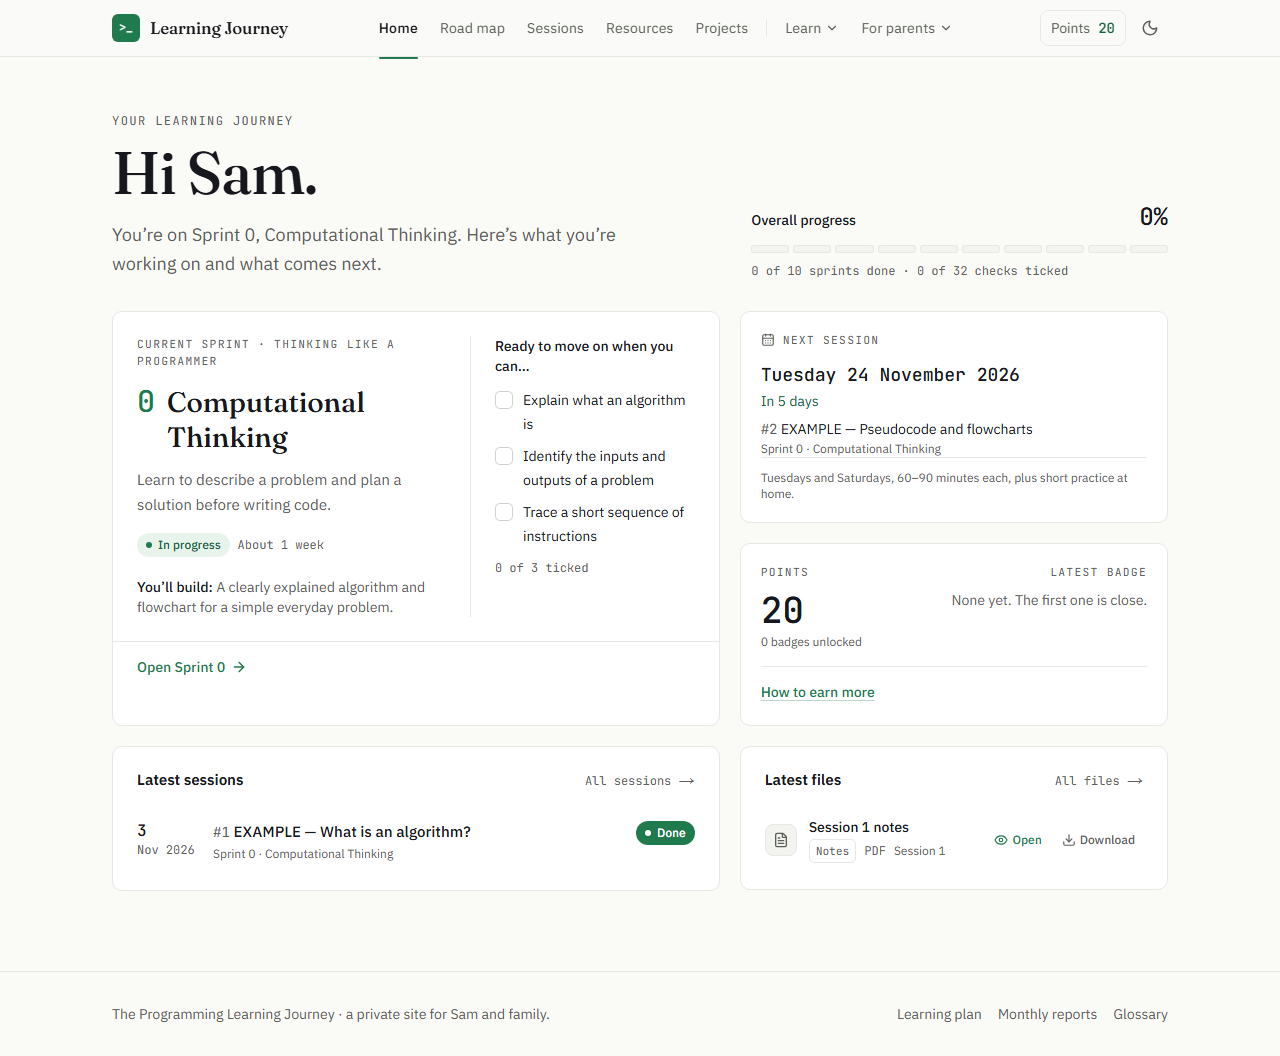 >_ Learning Journey
Home Road map Sessions Resources Projects Learn For parents
Points 20
YOUR LEARNING JOURNEY
Hi Sam.
You’re on Sprint 0, Computational Thinking. Here’s what you’re
working on and what comes next.
Overall progress 0%
0 of 10 sprints done · 0 of 32 checks ticked
CURRENT SPRINT · THINKING LIKE A
PROGRAMMER
0 Computational
Thinking
Learn to describe a problem and plan a
solution before writing code.
In progress About 1 week
You’ll build: A clearly explained algorithm and
flowchart for a simple everyday problem.
Ready to move on when you
can...
Explain what an algorithm
is
Identify the inputs and
outputs of a problem
Trace a short sequence of
instructions
0 of 3 ticked
Open Sprint 0 →
NEXT SESSION
Tuesday 24 November 2026
In 5 days
#2 EXAMPLE — Pseudocode and flowcharts
Sprint 0 · Computational Thinking
Tuesdays and Saturdays, 60–90 minutes each, plus short practice at
home.
POINTS
20
0 badges unlocked
LATEST BADGE
None yet. The first one is close.
How to earn more
Latest sessions All sessions →
3
Nov 2026
#1 EXAMPLE — What is an algorithm?
Sprint 0 · Computational Thinking
Done
Latest files All files →
Session 1 notes
Notes PDF Session 1
Open Download
The Programming Learning Journey · a private site for Sam and family.
Learning plan Monthly reports Glossary